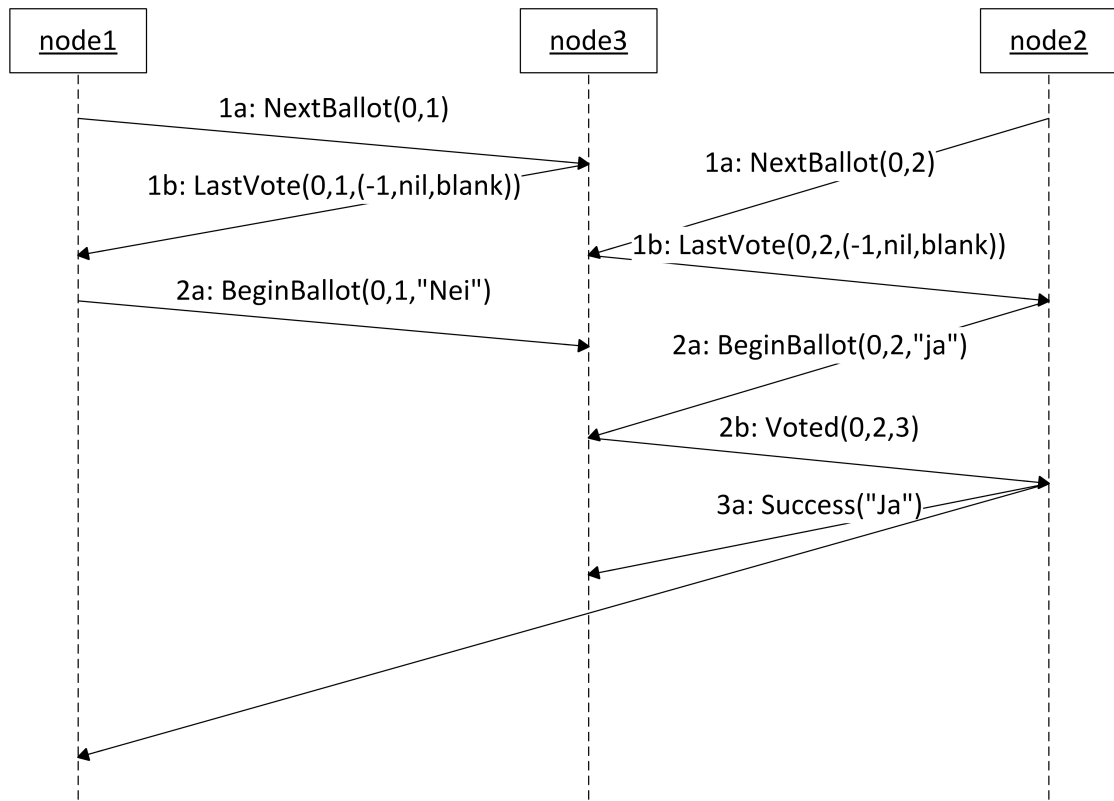 node1
node3
node2
1a: NextBallot(0,1)
1a: NextBallot(0,2)
1b: LastVote(0,1,(-1,nil,blank))
1b: LastVote(0,2,(-1,nil,blank))
2a: BeginBallot(0,1,"Nei")
2a: BeginBallot(0,2,"ja")
2b: Voted(0,2,3)
3a: Success("Ja")